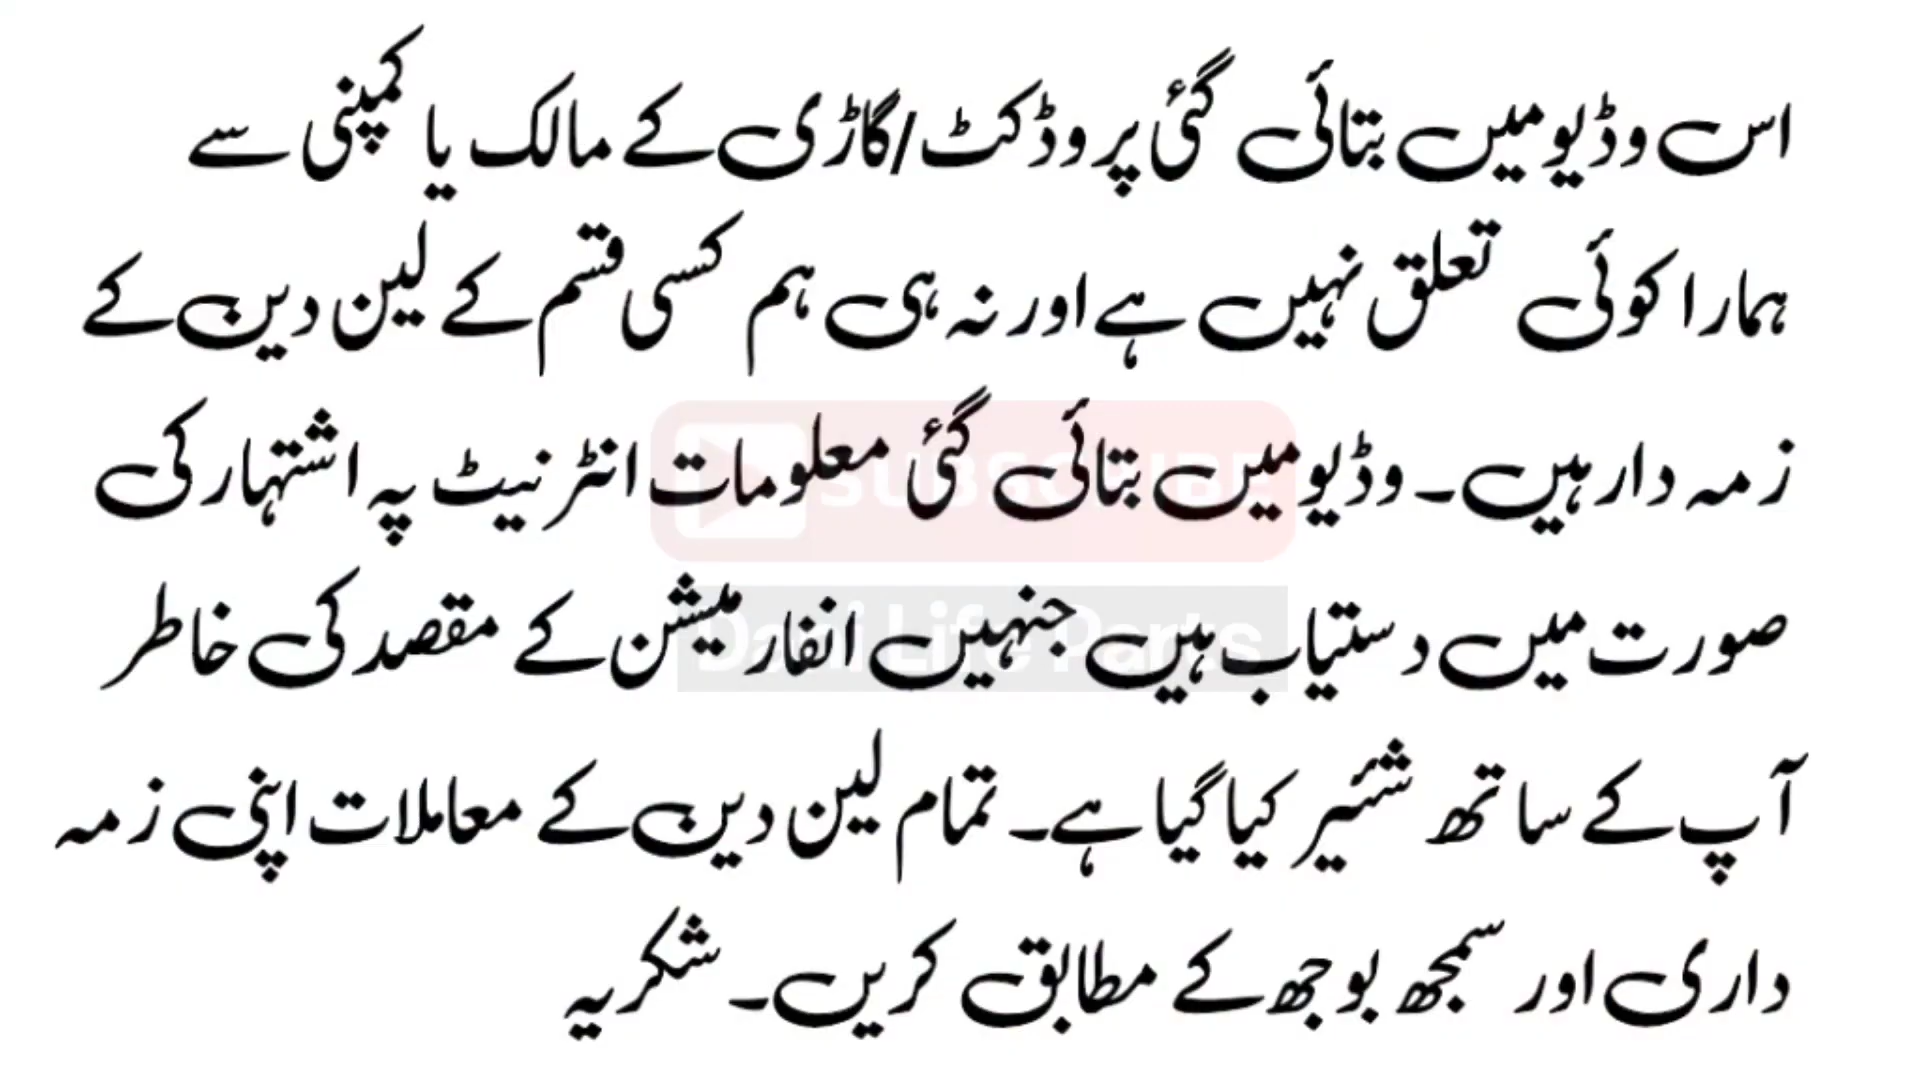 اس وڈیو میں بتائی گئی پروڈکٹ/گاڑی کے مالک یا کمپنی سے
ہمارا کوئی تعلق نہیں ہے اور نہ ہی ہم کسی قسم کے لین دین کے
زمہ دار ہیں۔ وڈیو میں بتائی گئی معلومات انٹرنیٹ پہ اشتہار کی
SUBSCRIBE
صورت میں دستیاب ہیں جنہیں انفارمیشن کے مقصد کی خاطر
Life Parts
آپ کے ساتھ شئیر کیا گیا ہے۔ تمام لین دین کے معاملات اپنی زمہ
داری اور سمجھ بوجھ کے مطابق کریں۔ شکریہ